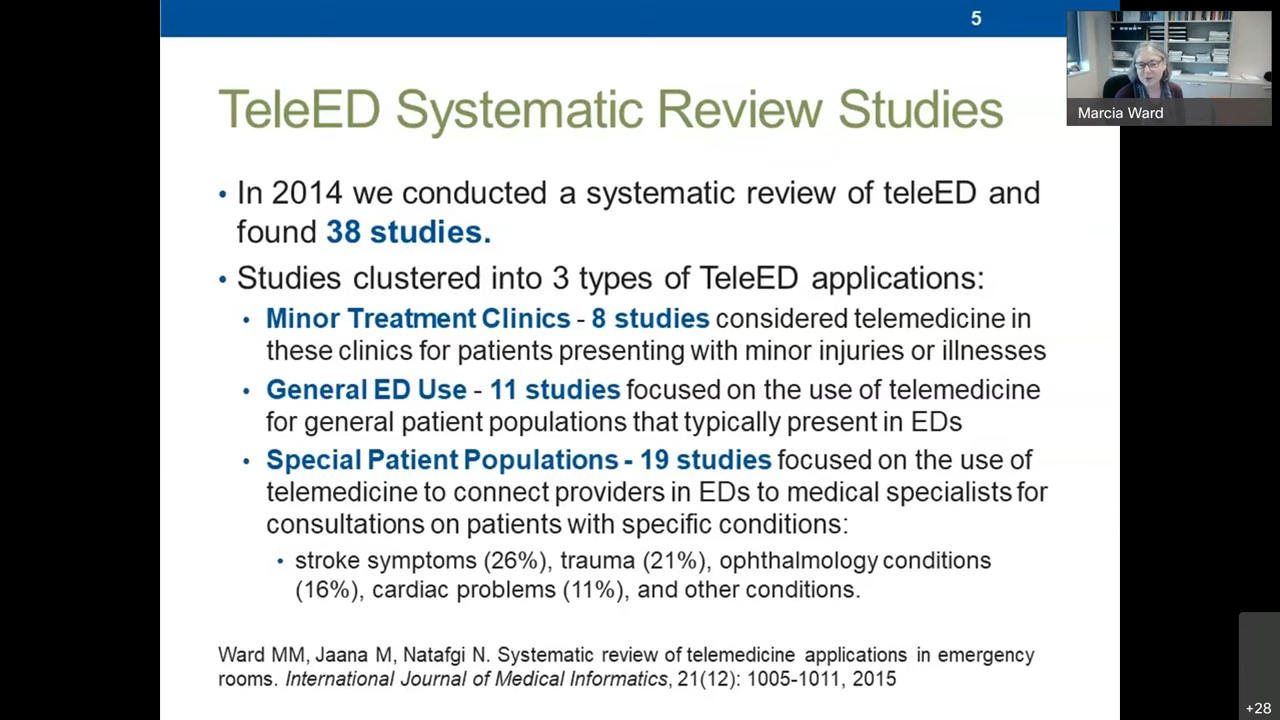 5
Marcia Ward
TeleED Systematic Review Studies
• In 2014 we conducted a systematic review of teleED and
found 38 studies.
• Studies clustered into 3 types of TeleED applications:
• Minor Treatment Clinics - 8 studies considered telemedicine in
these clinics for patients presenting with minor injuries or illnesses
• General ED Use - 11 studies focused on the use of telemedicine
for general patient populations that typically present in EDs
• Special Patient Populations - 19 studies focused on the use of
telemedicine to connect providers in EDs to medical specialists for
consultations on patients with specific conditions:
• stroke symptoms (26%), trauma (21%), ophthalmology conditions
(16%), cardiac problems (11%), and other conditions.
Ward MM, Jaana M, Natafgi N. Systematic review of telemedicine applications in emergency
rooms. International Journal of Medical Informatics, 21(12): 1005-1011, 2015
+28